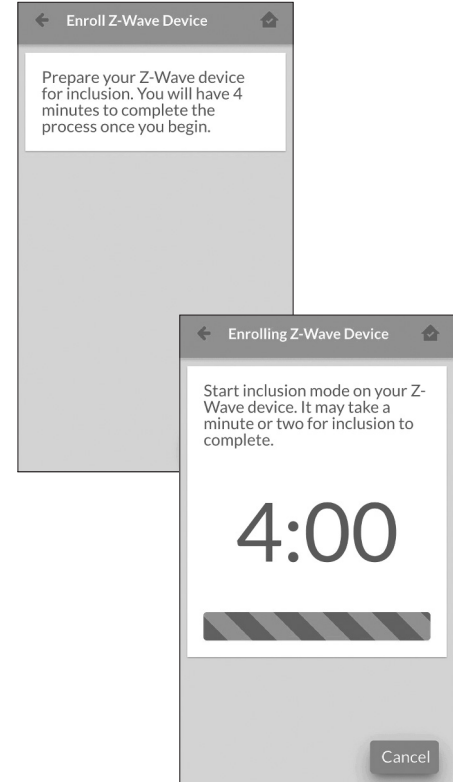 Enroll Z-Wave Device
Prepare your Z-Wave device
for inclusion. You will have 4
minutes to complete the
process once you begin.
Enrolling Z-Wave Device
Start inclusion mode on your Z-
Wave device. It may take a
minute or two for inclusion to
complete.
4:00
Cancel